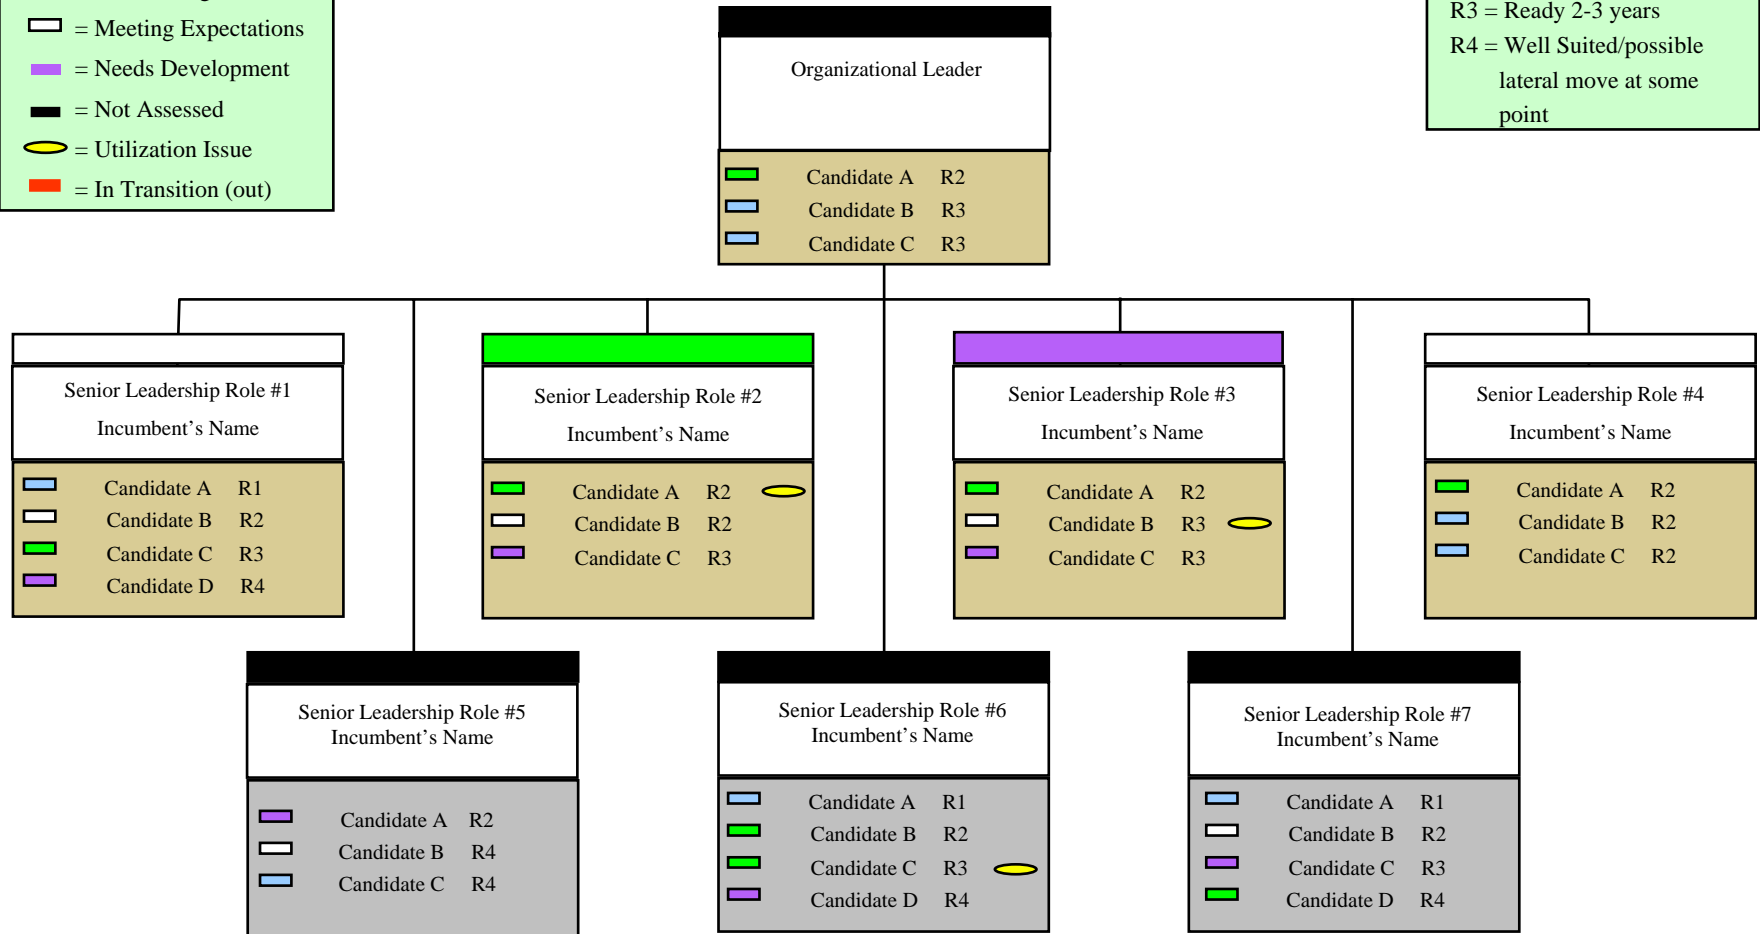 = Meeting Expectations
= Needs Development
= Not Assessed
= Utilization Issue
= In Transition (out)
R3 = Ready 2-3 years
R4 = Well Suited/possible
lateral move at some
point
Organizational Leader
Candidate A R2
Candidate B R3
Candidate C R3
Senior Leadership Role #1
Incumbent’s Name
Candidate A R1
Candidate B R2
Candidate C R3
Candidate D R4
Senior Leadership Role #2
Incumbent’s Name
Candidate A R2
Candidate B R2
Candidate C R3
Senior Leadership Role #3
Incumbent’s Name
Candidate A R2
Candidate B R3
Candidate C R3
Senior Leadership Role #4
Incumbent’s Name
Candidate A R2
Candidate B R2
Candidate C R2
Senior Leadership Role #5
Incumbent’s Name
Candidate A R2
Candidate B R4
Candidate C R4
Senior Leadership Role #6
Incumbent’s Name
Candidate A R1
Candidate B R2
Candidate C R3
Candidate D R4
Senior Leadership Role #7
Incumbent’s Name
Candidate A R1
Candidate B R2
Candidate C R3
Candidate D R4